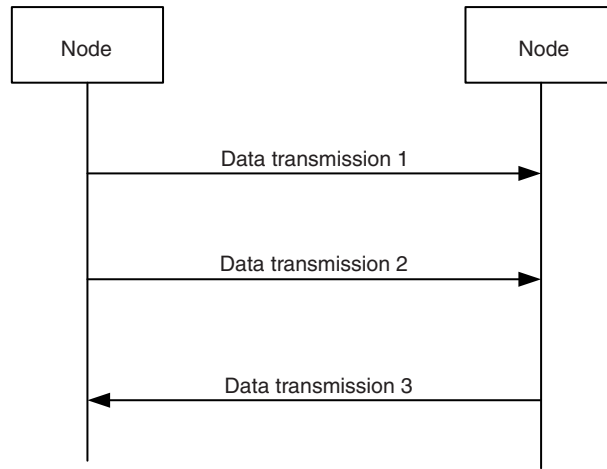 Node
Node
Data transmission 1
Data transmission 2
Data transmission 3